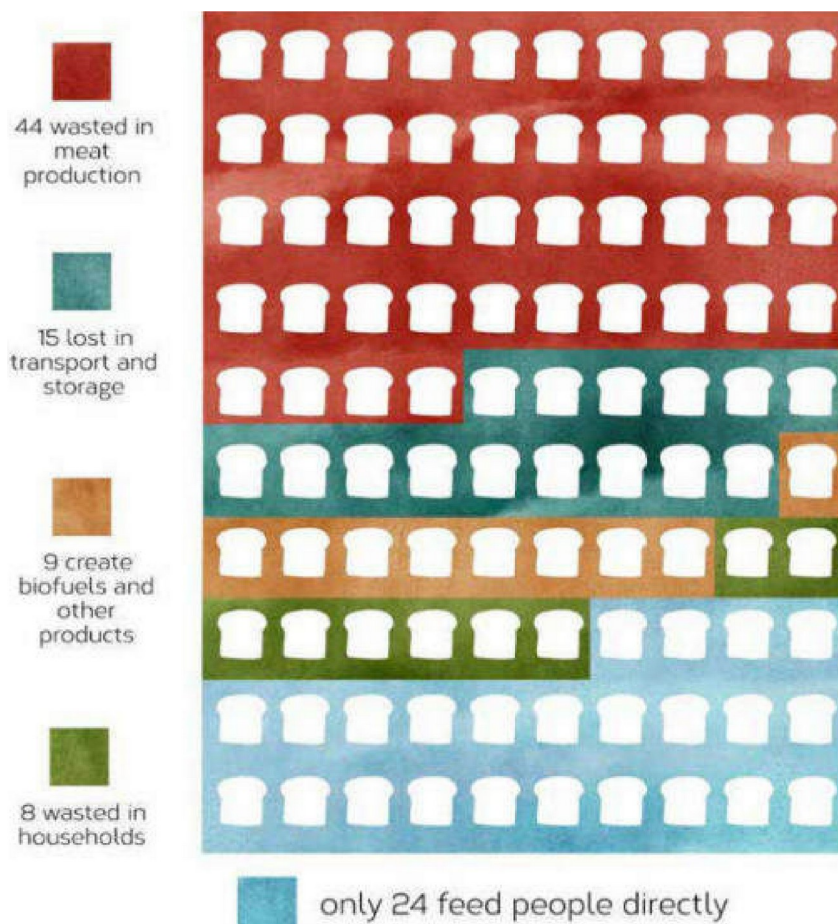 44 wasted in
meat
production
15 lost in
transport and
storage
9 create
biofuels and
other
products
8 wasted in
households
only 24 feed people directly